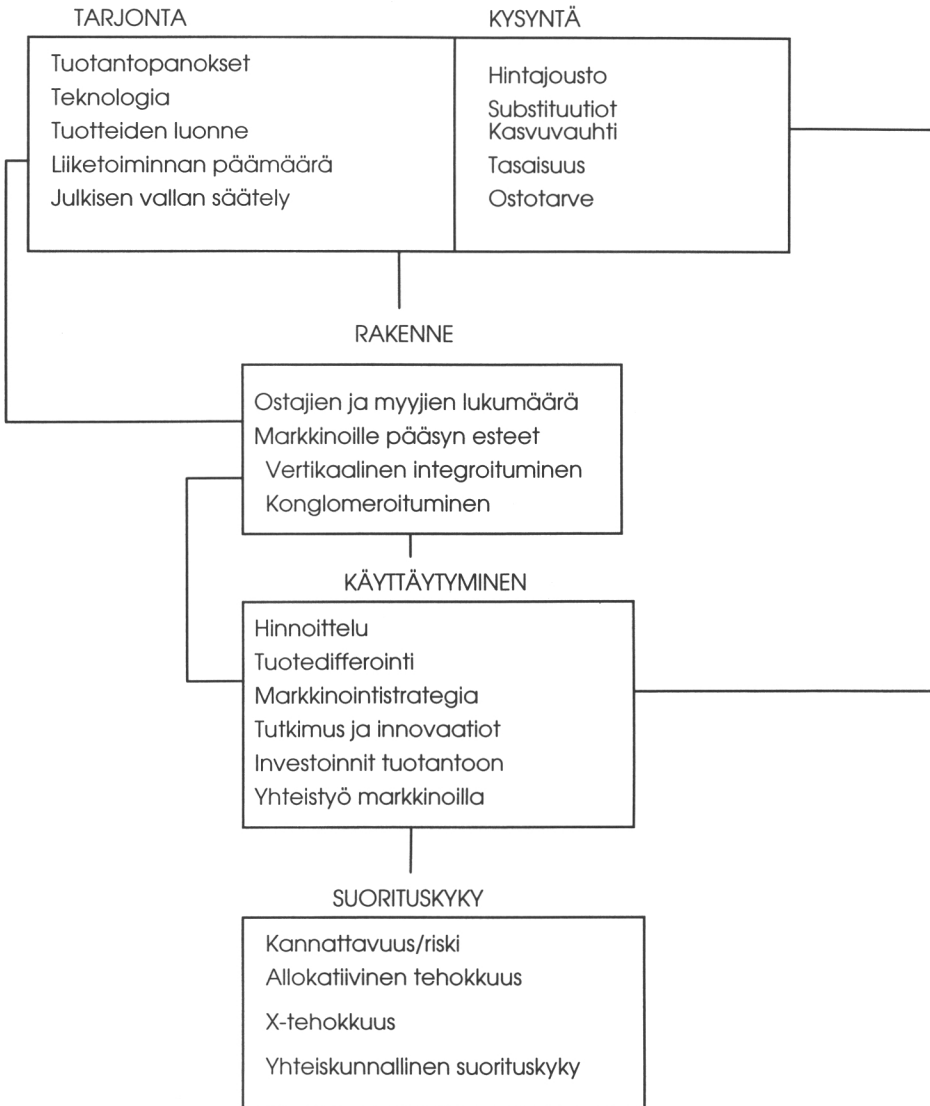 TARJONTA
Tuotantopanokset
Teknologia
Tuotteiden luonne
Liiketoiminnan päämäärä
Julkisen vallan säätely
KYSYNTÄ
Hintajousto
Substituutiot
Kasvuvauhti
Tasaisuus
Ostotarve
RAKENNE
Ostajien ja myyjien lukumäärä
Markkinoille pääsyn esteet
Vertikaalinen integroituminen
Konglomeroituminen
KÄYTTÄYTYMINEN
Hinnoittelu
Tuotedifferointi
Markkinointistrategia
Tutkimus ja innovaatiot
Investoinnit tuotantoon
Yhteistyö markkinoilla
SUORITUSKYKY
Kannattavuus/riski
Allokatiivinen tehokkuus
X-tehokkuus
Yhteiskunnallinen suorituskyky